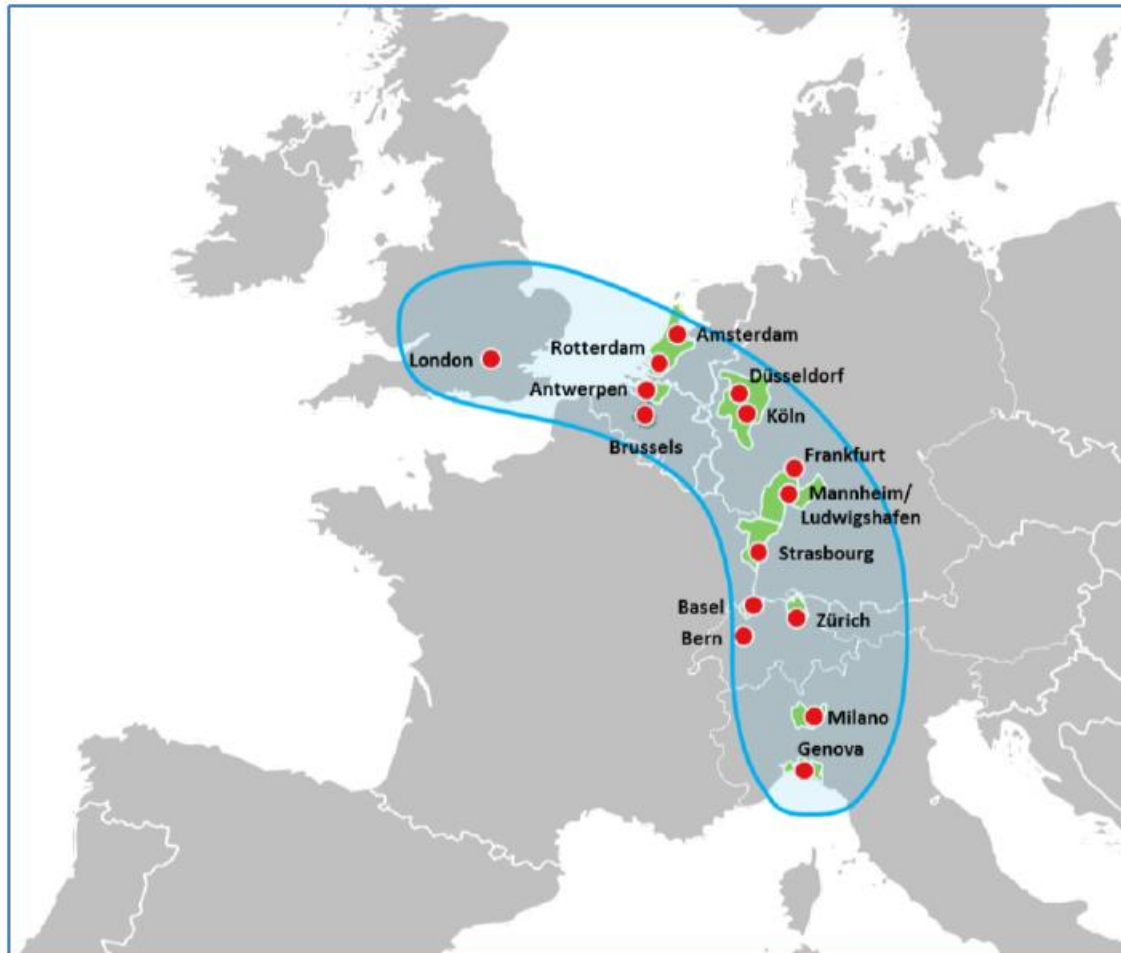 Amsterdam
Rotterdam
London
Düsseldorf
Antwerpen
Köln
Brussels
Frankfurt
Mannheim/
Ludwigshafen
Strasbourg
Basel
Zürich
Bern
Milano
Genova